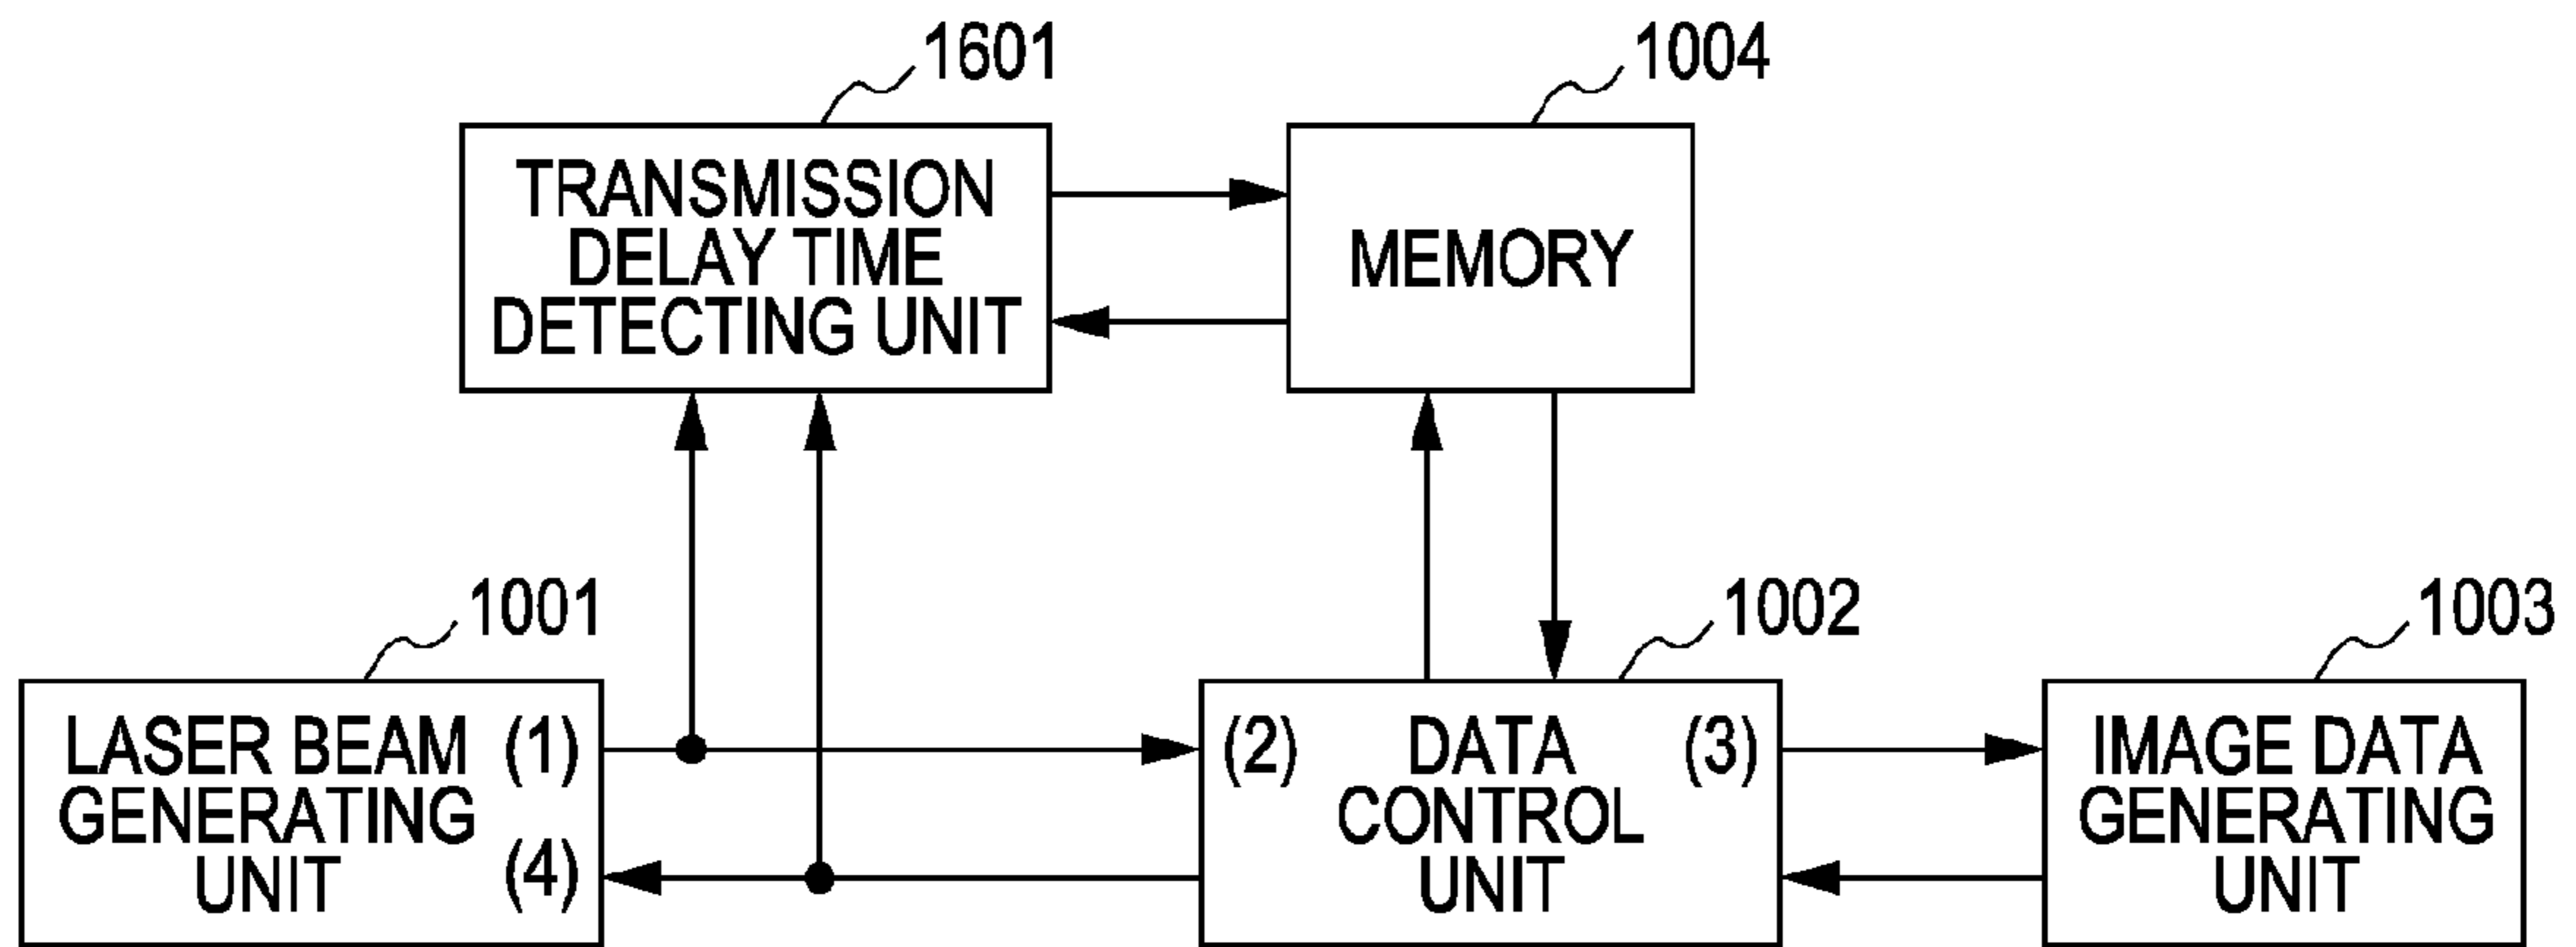 1601
1004
TRANSMISSION
DELAY TIME
DETECTING UNIT
MEMORY
1001
1002
1003
LASER BEAM (1)
GENERATING
UNIT (4)
(2) DATA (3)
CONTROL
UNIT
IMAGE DATA
GENERATING
UNIT